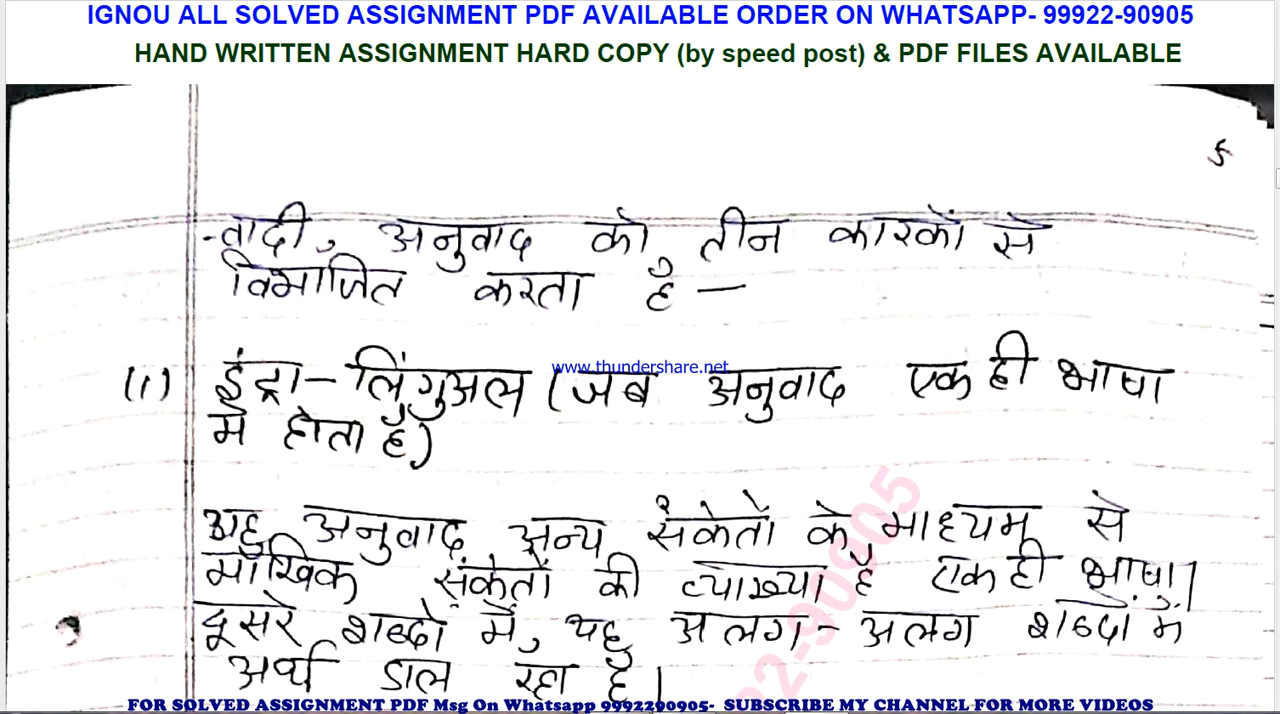 IGNOU ALL SOLVED ASSIGNMENT PDF AVAILABLE ORDER ON WHATSAPP- 99922-90905
HAND WRITTEN ASSIGNMENT HARD COPY (by speed post) & PDF FILES AVAILABLE
5
-वादी, अनुवाद को तीन कारकों से
विभाजित करता है –
(1) इंट्रा – लिंगुअल (जब अनुवाद एक ही भाषा
www.thundershare.net
में होता है)
यह अनुवाद अन्य संकेतों के माध्यम से
मौखिक संकेतों की व्याख्या है एक ही भाषा।
दूसरे शब्दों में, यह अलग-अलग शब्दों में
अर्थ डाल रहा है।
92-90905
FOR SOLVED ASSIGNMENT PDF Msg On Whatsapp 9992290905- SUBSCRIBE MY CHANNEL FOR MORE VIDEOS